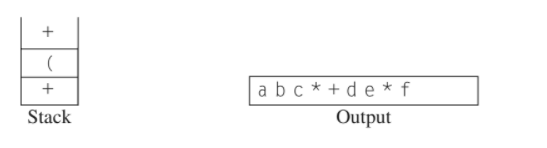 +
(
+
a b c * + d e * f
Stack
Output